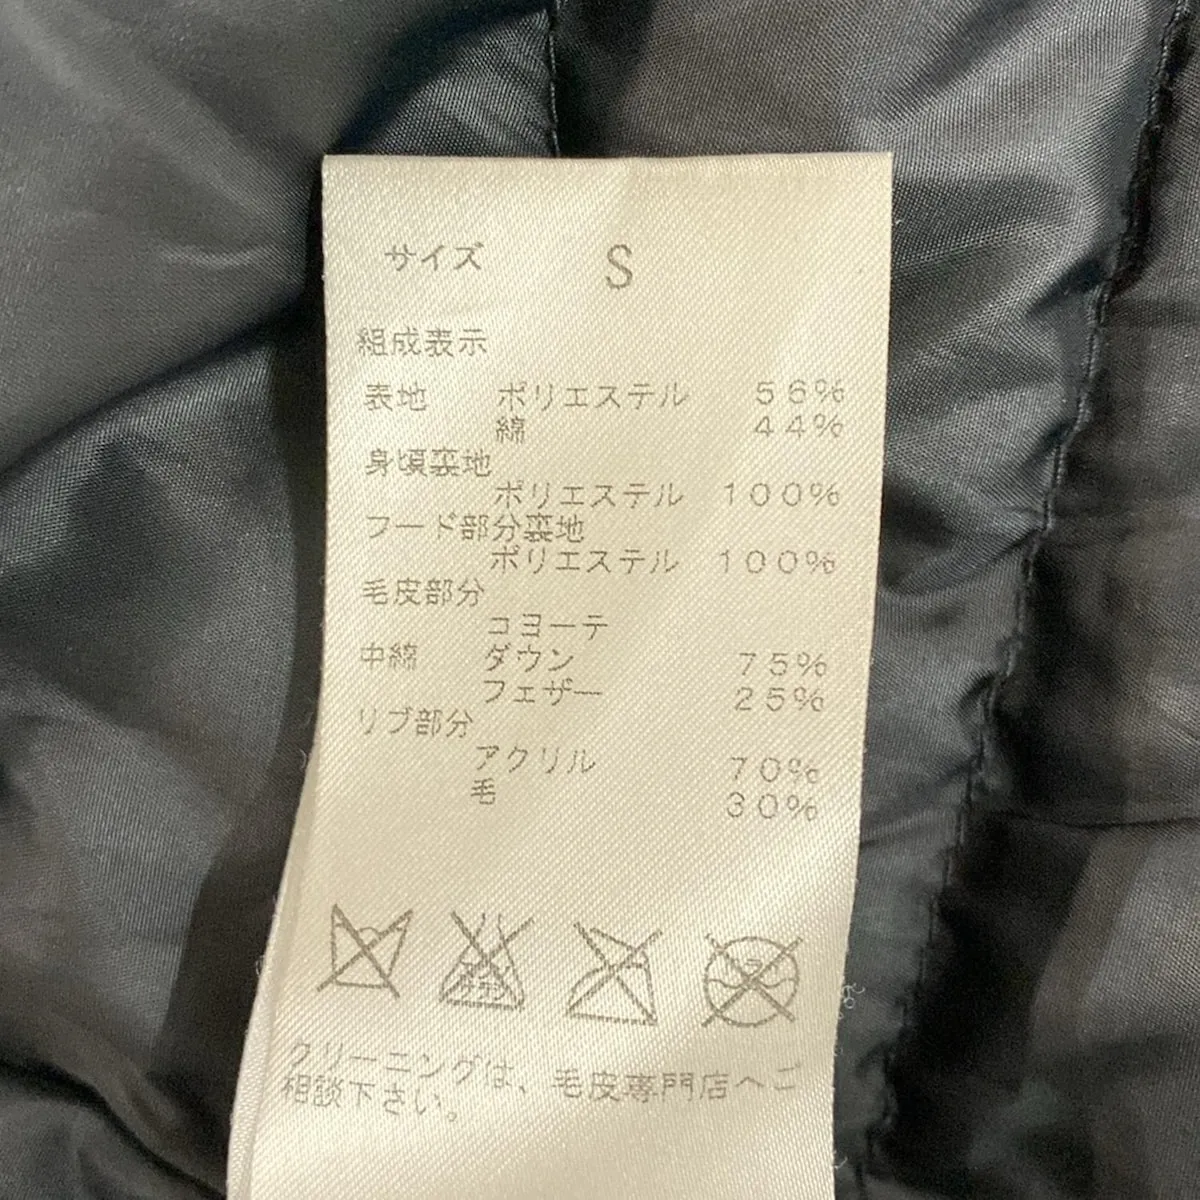 サイズ S
組成表示
表地 ポリエステル 56%
綿 44%
身頃裏地
ポリエステル 100%
フード部分裏地
ポリエステル 100%
毛皮部分
コヨーテ
中綿 ダウン 75%
フェザー 25%
リブ部分
アクリル 70%
毛 30%
クリーニングは、毛皮専門店へご
相談下さい。